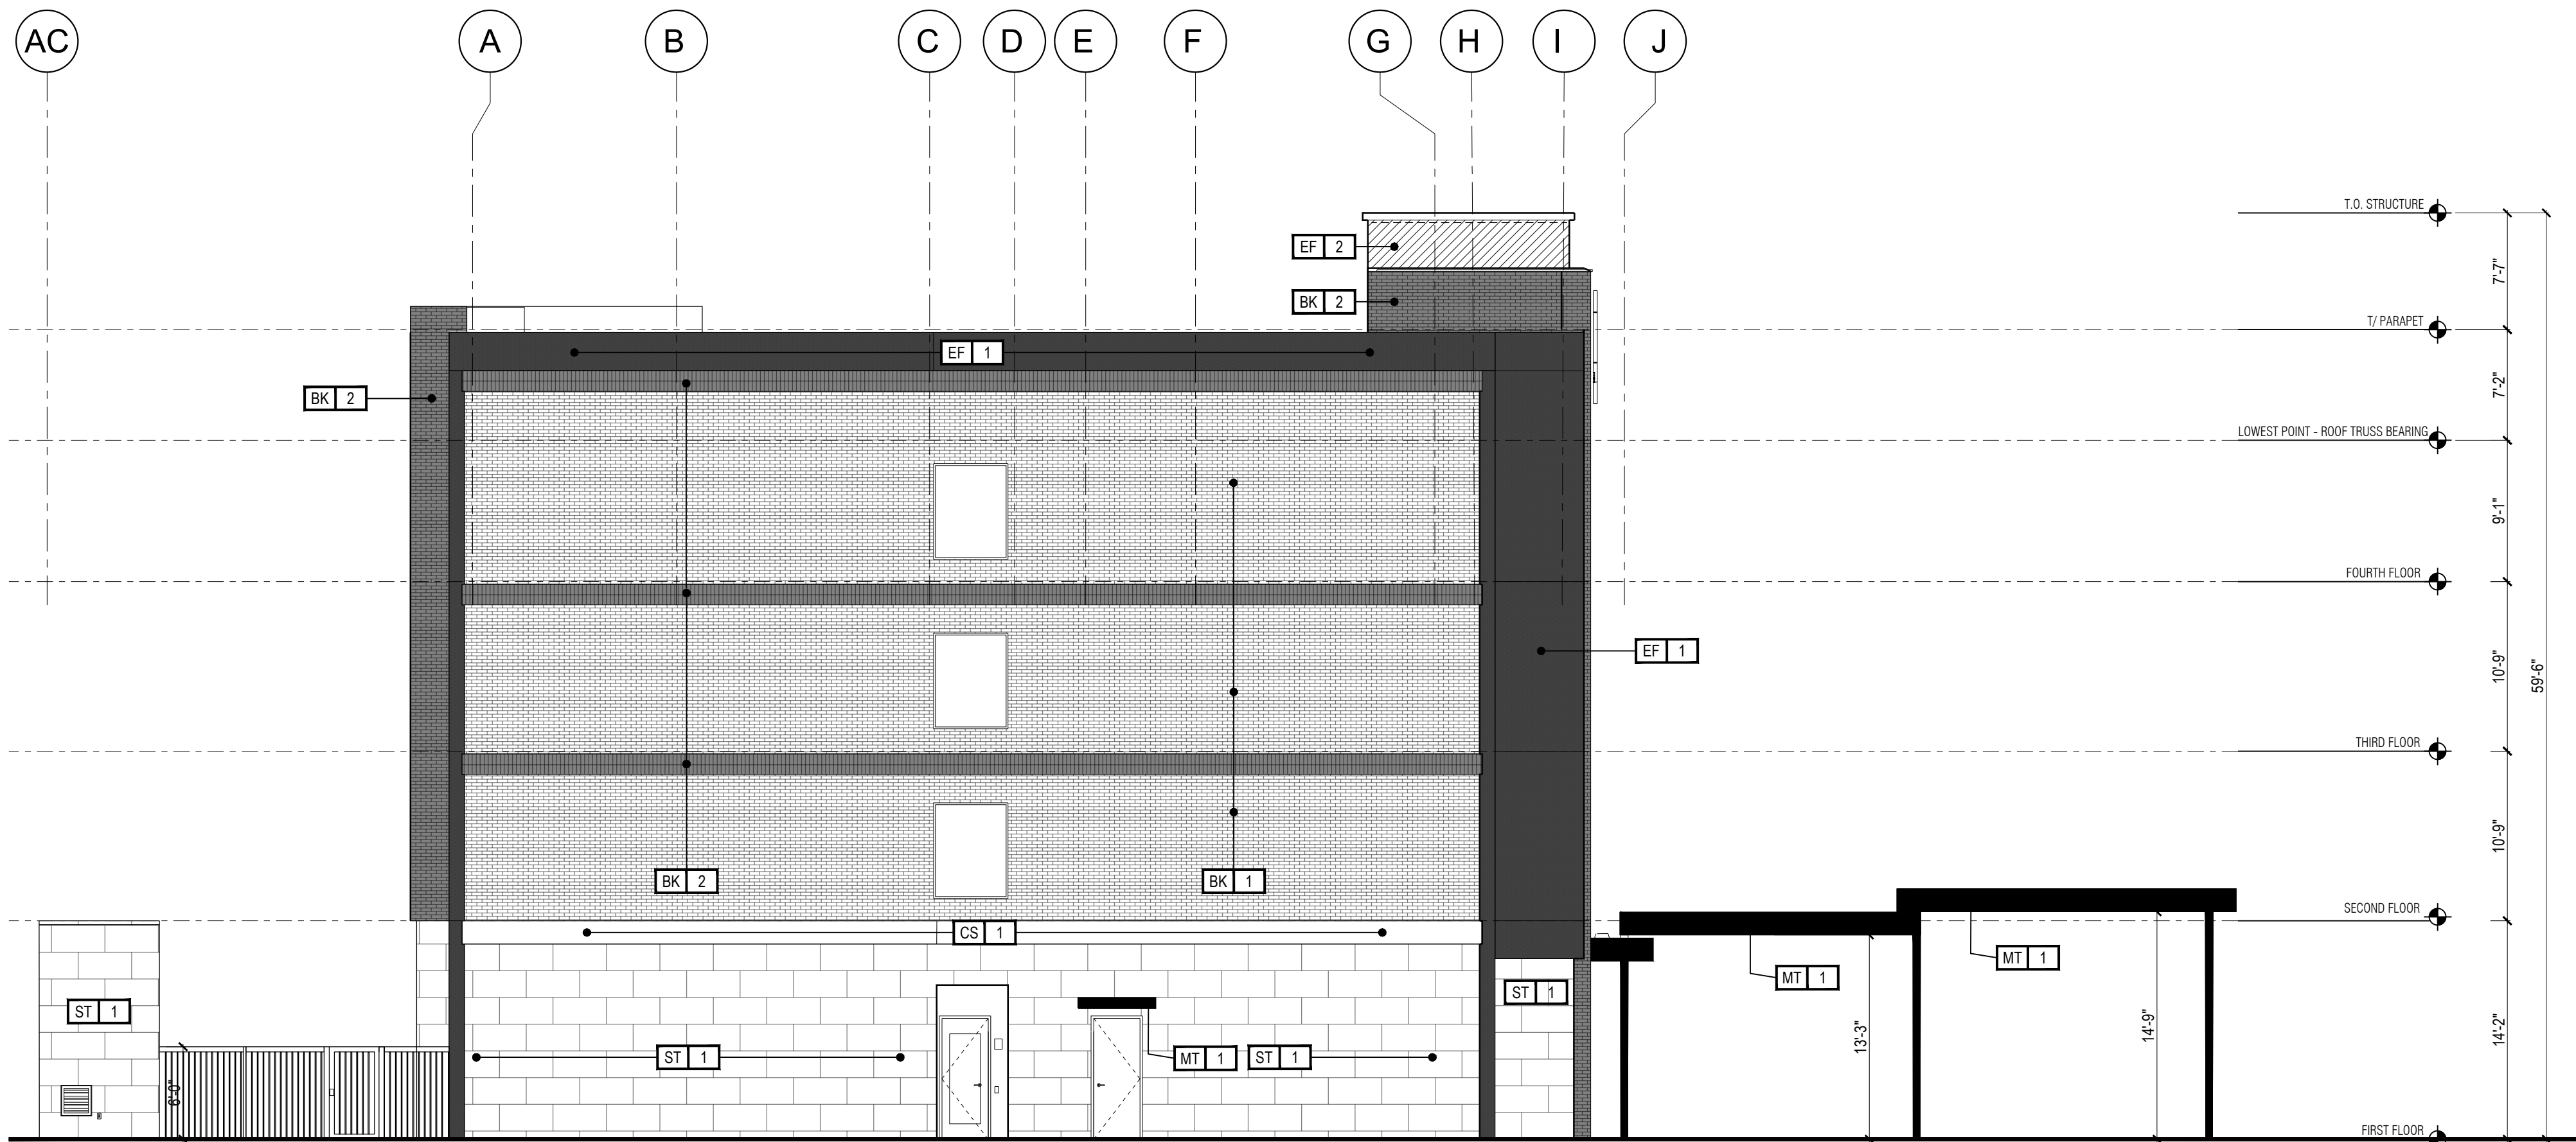 AC A B C D E F G H I J
T.O. STRUCTURE
EF 2
7'-7"
BK 2
T/ PARAPET
EF 1
7'-2"
BK 2
LOWEST POINT - ROOF TRUSS BEARING
9'-1"
FOURTH FLOOR
EF 1
10'-9"
59'-6"
THIRD FLOOR
10'-9"
BK 2
BK 1
SECOND FLOOR
CS 1
MT 1
MT 1
ST 1
ST 1
14'-2"
13'-3"
14'-9"
ST 1
MT 1
ST 1
6'-0"
FIRST FLOOR